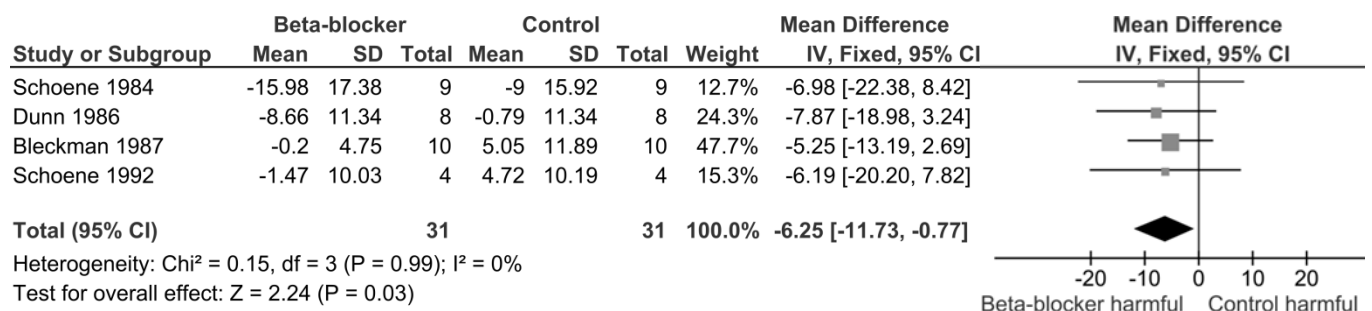 Beta-blocker Control Mean Difference Mean Difference
Study or Subgroup Mean SD Total Mean SD Total Weight IV, Fixed, 95% CI IV, Fixed, 95% CI
Schoene 1984 -15.98 17.38 9 -9 15.92 9 12.7% -6.98 [-22.38, 8.42]
Dunn 1986 -8.66 11.34 8 -0.79 11.34 8 24.3% -7.87 [-18.98, 3.24]
Bleckman 1987 -0.2 4.75 10 5.05 11.89 10 47.7% -5.25 [-13.19, 2.69]
Schoene 1992 -1.47 10.03 4 4.72 10.19 4 15.3% -6.19 [-20.20, 7.82]
Total (95% CI) 31 31 100.0% -6.25 [-11.73, -0.77]
Heterogeneity: Chi² = 0.15, df = 3 (P = 0.99); I² = 0%
Test for overall effect: Z = 2.24 (P = 0.03)
-20 -10 0 10 20
Beta-blocker harmful Control harmful